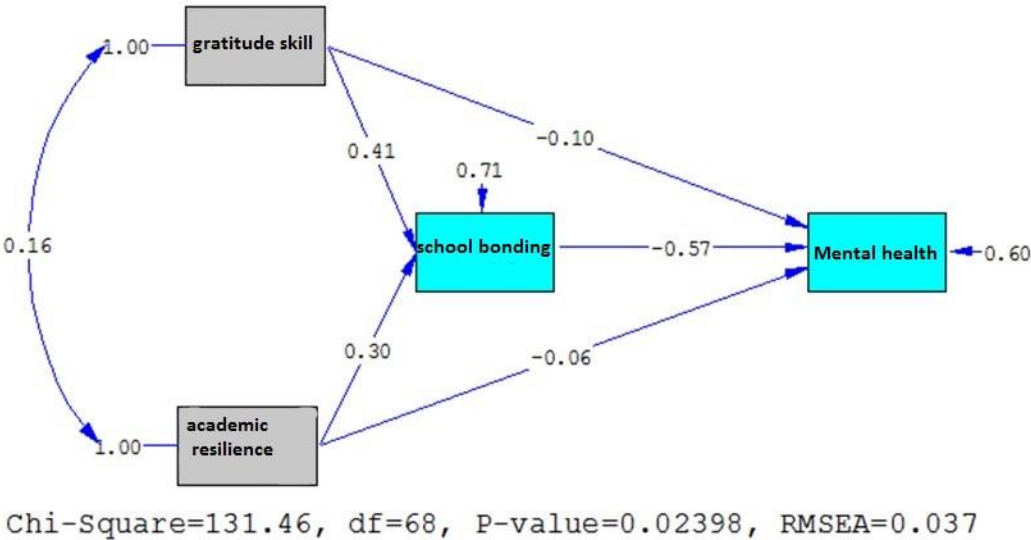 1.00
gratitude skill
-0.10
0.41
0.71
0.16
school bonding
-0.57
Mental health
0.60
0.30
-0.06
academic
resilience
1.00
Chi-Square=131.46, df=68, P-value=0.02398, RMSEA=0.037